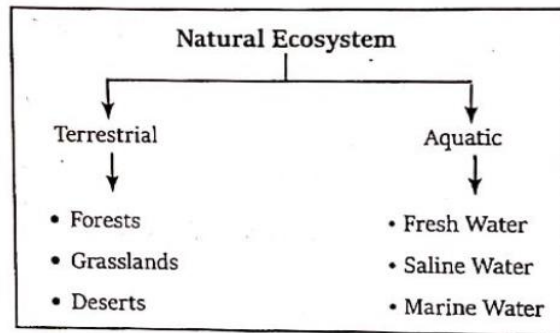 Natural Ecosystem
Terrestrial
Aquatic
• Forests
• Grasslands
• Deserts
• Fresh Water
• Saline Water
• Marine Water